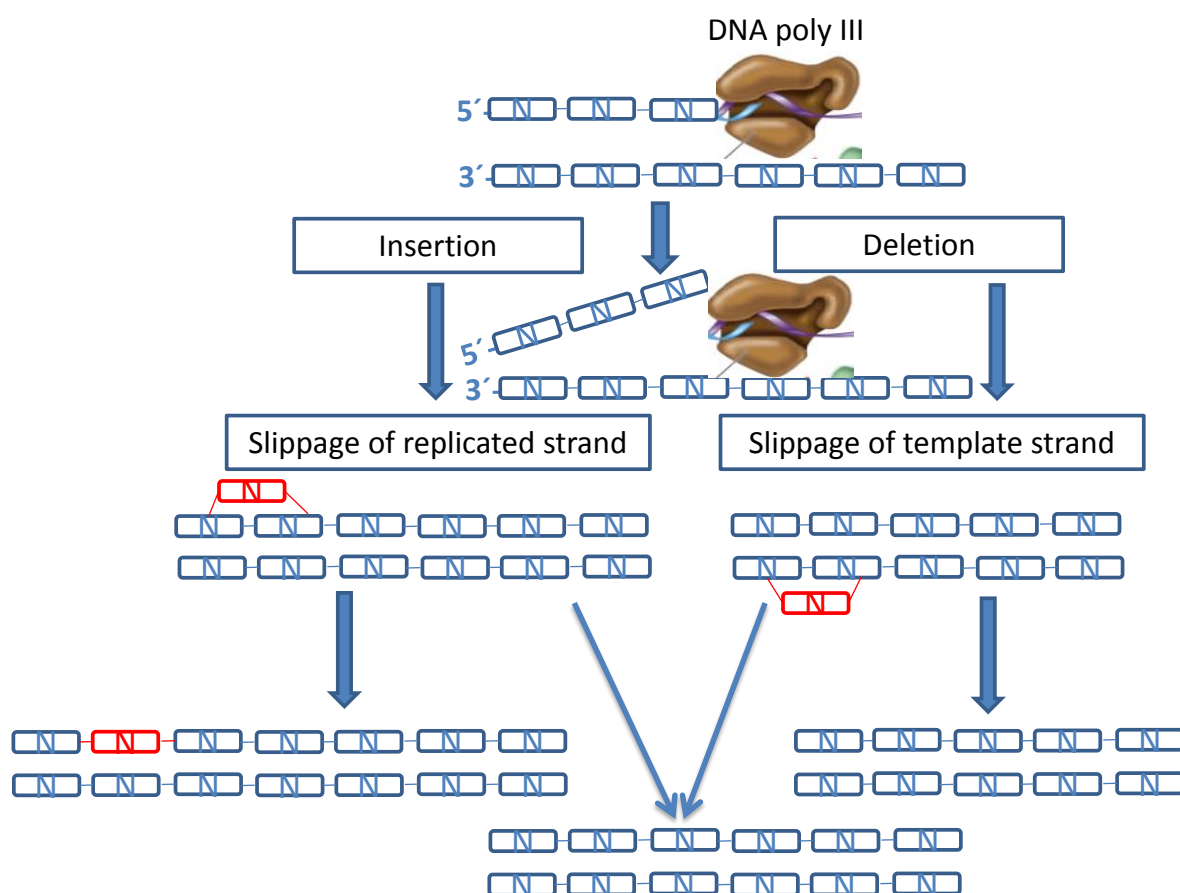 DNA poly III
5´ N N N
3´ N N N N N N
Insertion
Deletion
5´ N N N
3´ N N N N N N
Slippage of replicated strand
Slippage of template strand
N
N N N N N N
N N N N N N
N N N N N
N N N N N
N
N N N N N N N
N N N N N N N
N N N N N
N N N N N
N N N N N N
N N N N N N